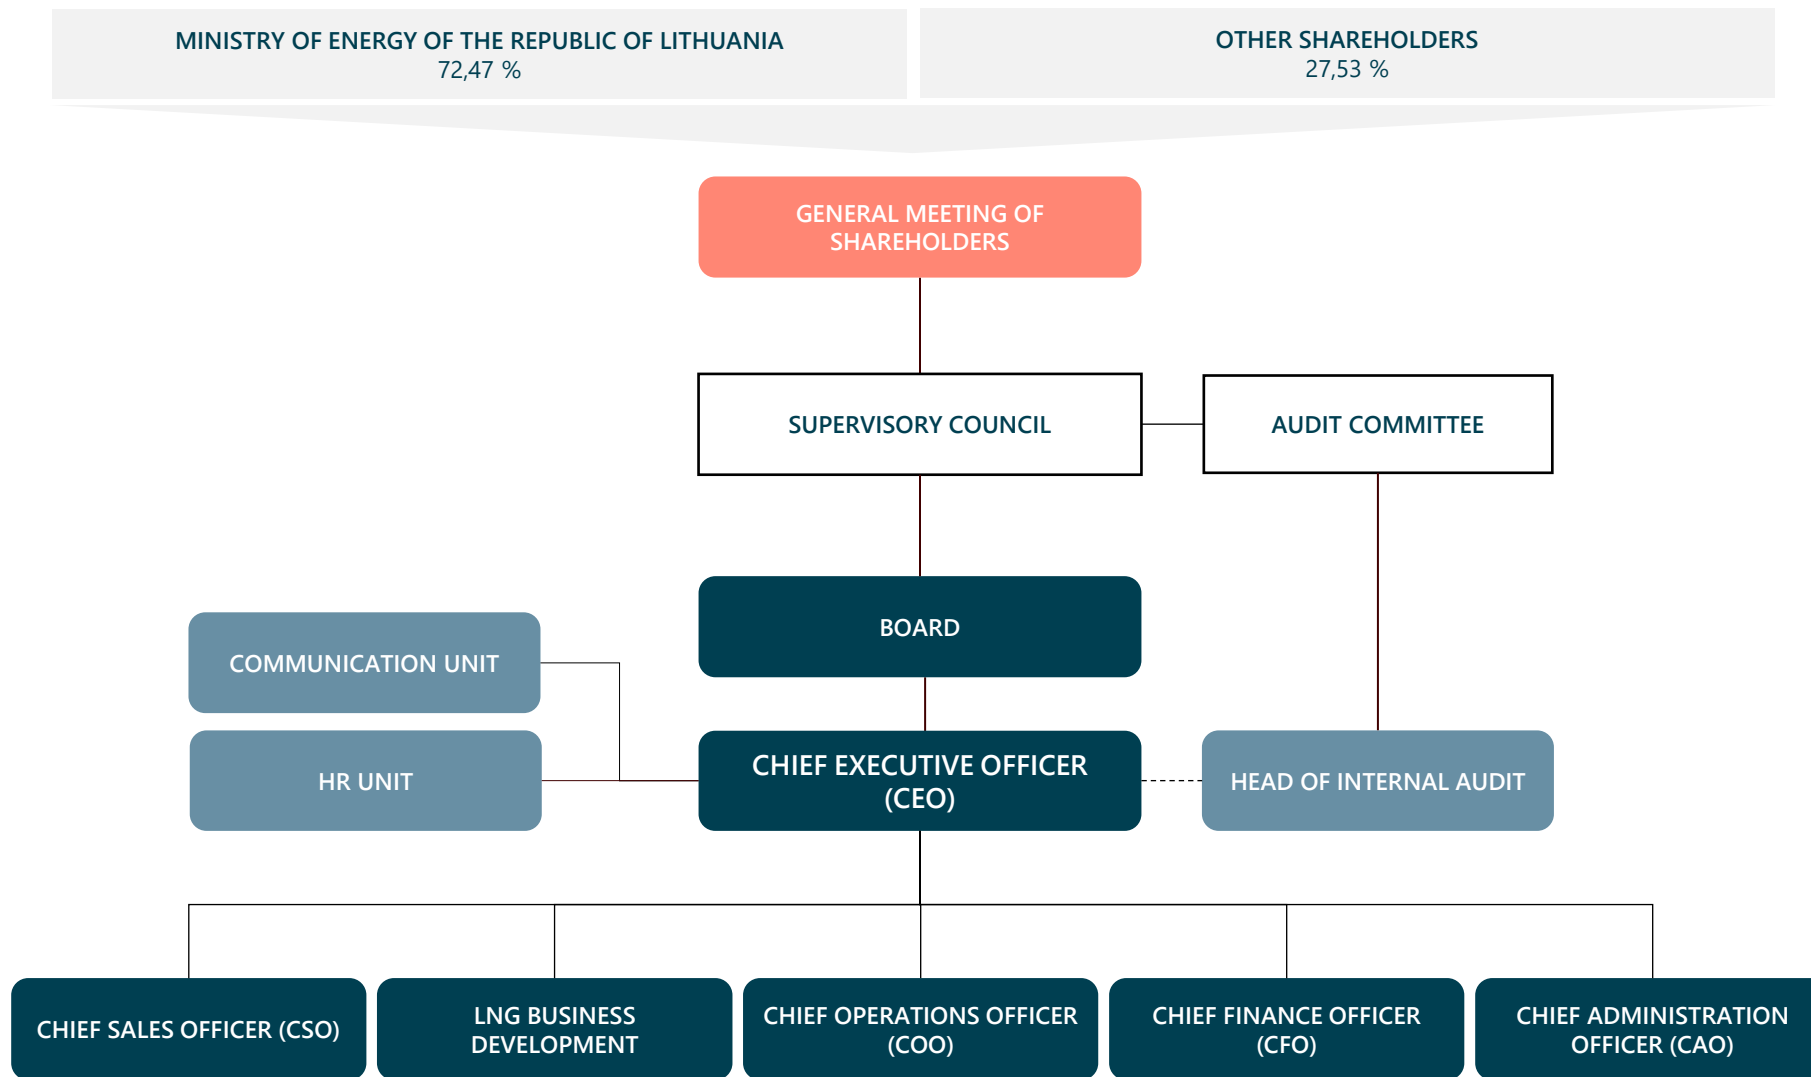 MINISTRY OF ENERGY OF THE REPUBLIC OF LITHUANIA
72,47 %
OTHER SHAREHOLDERS
27,53 %
GENERAL MEETING OF
SHAREHOLDERS
SUPERVISORY COUNCIL
AUDIT COMMITTEE
BOARD
COMMUNICATION UNIT
HR UNIT
CHIEF EXECUTIVE OFFICER
(CEO)
HEAD OF INTERNAL AUDIT
CHIEF SALES OFFICER (CSO)
LNG BUSINESS
DEVELOPMENT
CHIEF OPERATIONS OFFICER
(COO)
CHIEF FINANCE OFFICER
(CFO)
CHIEF ADMINISTRATION
OFFICER (CAO)